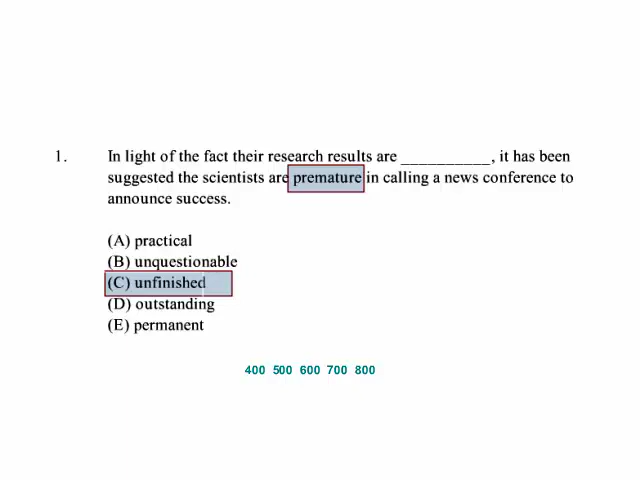 1. In light of the fact their research results are __________, it has been
suggested the scientists are premature in calling a news conference to
announce success.
(A) practical
(B) unquestionable
(C) unfinished
(D) outstanding
(E) permanent
400 500 600 700 800